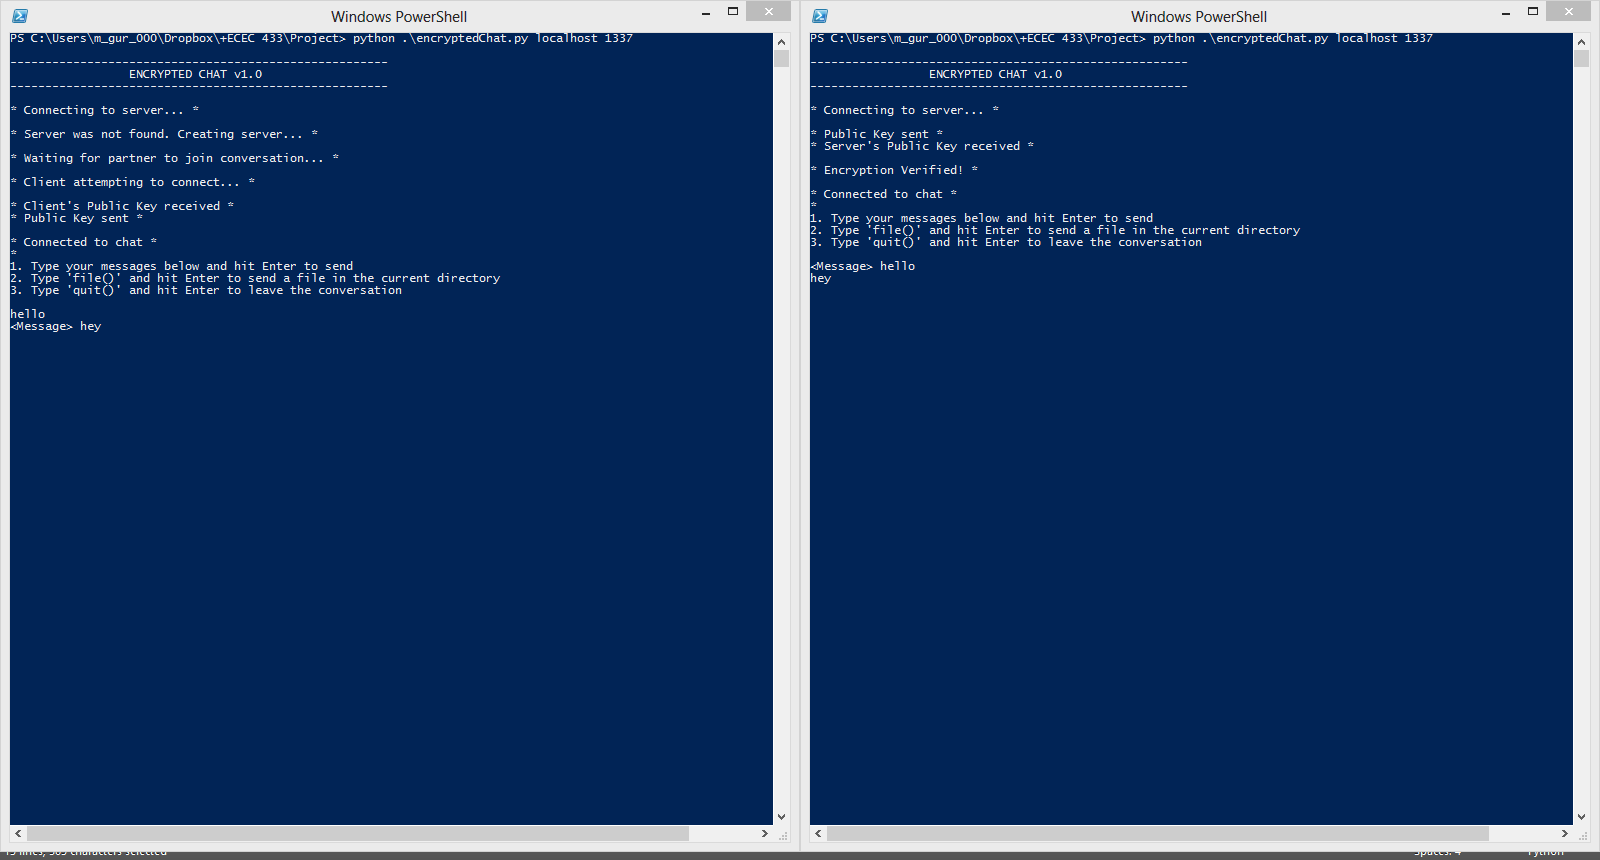 Windows PowerShell
PS C:\Users\m_gur_000\Dropbox\+ECEC 433\Project> python .\encryptedChat.py localhost 1337
------------------------------------------------------
ENCRYPTED CHAT v1.0
------------------------------------------------------
* Connecting to server... *
* Server was not found. Creating server... *
* Waiting for partner to join conversation... *
* Client attempting to connect... *
* Client's Public Key received *
* Public Key sent *
* Connected to chat *
*
1. Type your messages below and hit Enter to send
2. Type 'file()' and hit Enter to send a file in the current directory
3. Type 'quit()' and hit Enter to leave the conversation
hello
<Message> hey
Windows PowerShell
PS C:\Users\m_gur_000\Dropbox\+ECEC 433\Project> python .\encryptedChat.py localhost 1337
------------------------------------------------------
ENCRYPTED CHAT v1.0
------------------------------------------------------
* Connecting to server... *
* Public Key sent *
* Server's Public Key received *
* Encryption Verified! *
* Connected to chat *
*
1. Type your messages below and hit Enter to send
2. Type 'file()' and hit Enter to send a file in the current directory
3. Type 'quit()' and hit Enter to leave the conversation
<Message> hello
hey
characters selected
Spaces: 4
Python